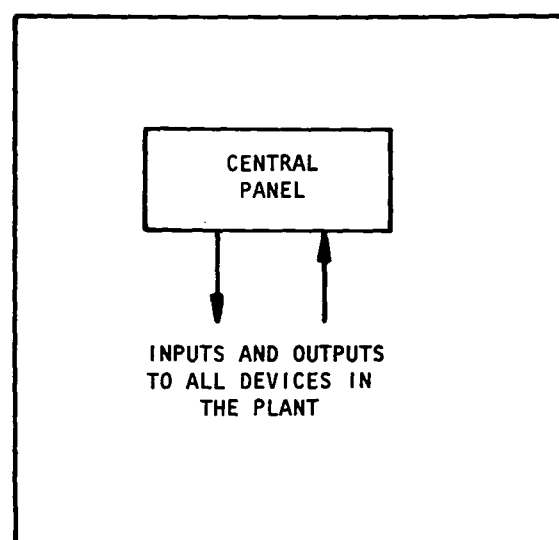 CENTRAL
PANEL
INPUTS AND OUTPUTS
TO ALL DEVICES IN
THE PLANT